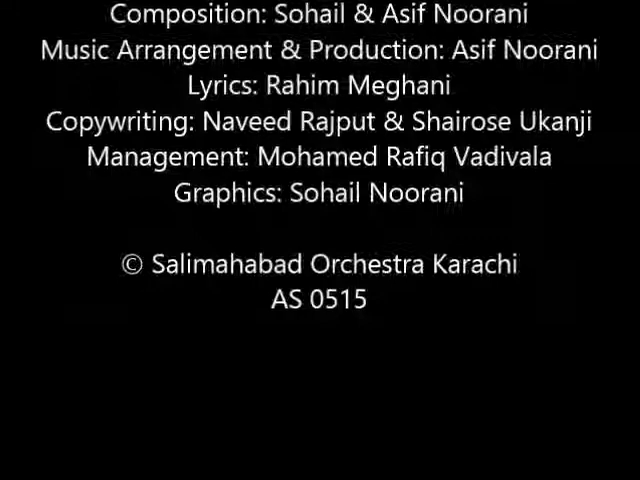 Composition: Sohail & Asif Noorani
Music Arrangement & Production: Asif Noorani
Lyrics: Rahim Meghani
Copywriting: Naveed Rajput & Shairose Ukanji
Management: Mohamed Rafiq Vadivala
Graphics: Sohail Noorani
© Salimahabad Orchestra Karachi
AS 0515